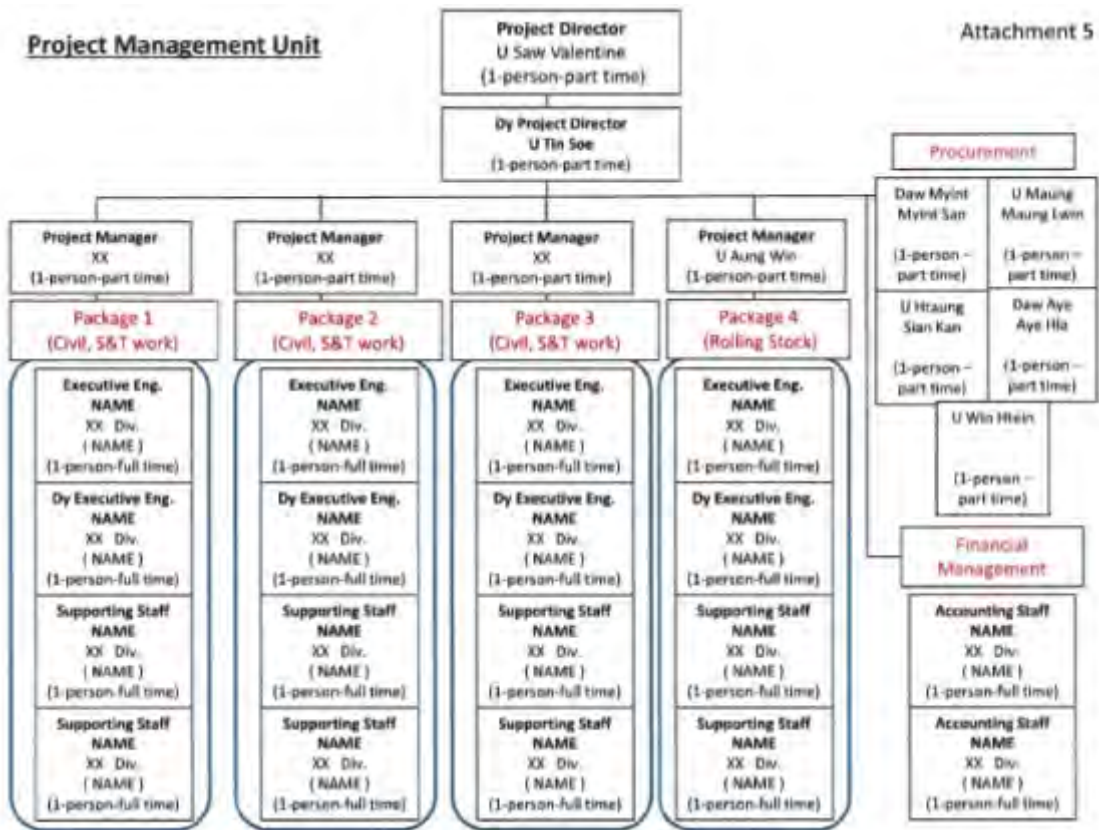 Project Management Unit
Attachment 5
Project Director
U Saw Valentine
(1-person-part time)
Dy Project Director
U Tin Soe
(1-person-part time)
Project Manager
XX
(1-person-part time)
Package 1
(Civil, S&T work)
Executive Eng.
NAME
XX Div.
( NAME )
(1-person-full time)
Dy Executive Eng.
NAME
XX Div.
( NAME )
(1-person-full time)
Supporting Staff
NAME
XX Div.
( NAME )
(1-person-full time)
Supporting Staff
NAME
XX Div.
( NAME )
(1-person-full time)
Project Manager
XX
(1-person-part time)
Package 2
(Civil, S&T work)
Executive Eng.
NAME
XX Div.
( NAME )
(1-person-full time)
Dy Executive Eng.
NAME
XX Div.
( NAME )
(1-person-full time)
Supporting Staff
NAME
XX Div.
( NAME )
(1-person-full time)
Supporting Staff
NAME
XX Div.
( NAME )
(1-person-full time)
Project Manager
XX
(1-person-part time)
Package 3
(Civil, S&T work)
Executive Eng.
NAME
XX Div.
( NAME )
(1-person-full time)
Dy Executive Eng.
NAME
XX Div.
( NAME )
(1-person-full time)
Supporting Staff
NAME
XX Div.
( NAME )
(1-person-full time)
Supporting Staff
NAME
XX Div.
( NAME )
(1-person-full time)
Project Manager
U Aung Win
(1-person-part time)
Package 4
(Rolling Stock)
Executive Eng.
NAME
XX Div.
( NAME )
(1-person-full time)
Dy Executive Eng.
NAME
XX Div.
( NAME )
(1-person-full time)
Supporting Staff
NAME
XX Div.
( NAME )
(1-person-full time)
Supporting Staff
NAME
XX Div.
( NAME )
(1-person-full time)
Procurement
Daw Myint
Myint San
(1-person –
part time)
U Maung
Maung Lwin
(1-person –
part time)
U Htaung
Sian Kan
(1-person –
part time)
Daw Aye
Aye Hla
(1-person –
part time)
U Win Htein
(1-person –
part time)
Financial
Management
Accounting Staff
NAME
XX Div.
( NAME )
(1-person-full time)
Accounting Staff
NAME
XX Div.
( NAME )
(1-person-full time)